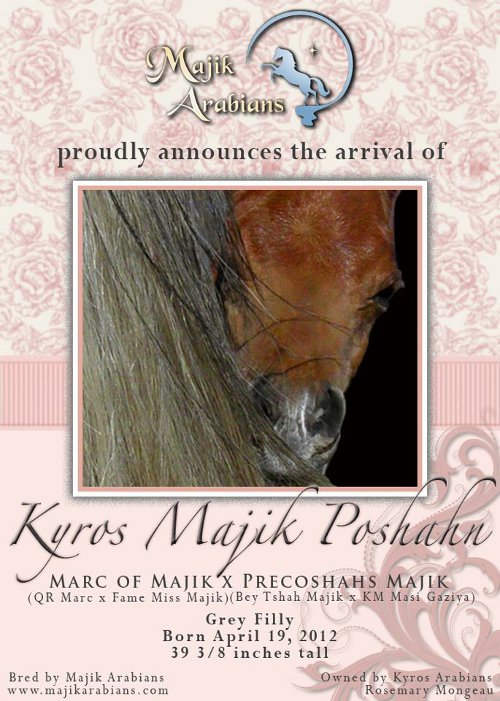 Majik
Arabians
proudly announces the arrival of
Kyros Majik Poshahn
Marc of Majik x Precoshahs Majik
(QR Marc x Fame Miss Majik)(Bey Tshah Majik x KM Masi Gaziya)
Grey Filly
Born April 19, 2012
39 3/8 inches tall
Bred by Majik Arabians
www.majikarabians.com
Owned by Kyros Arabians
Rosemary Mongeau